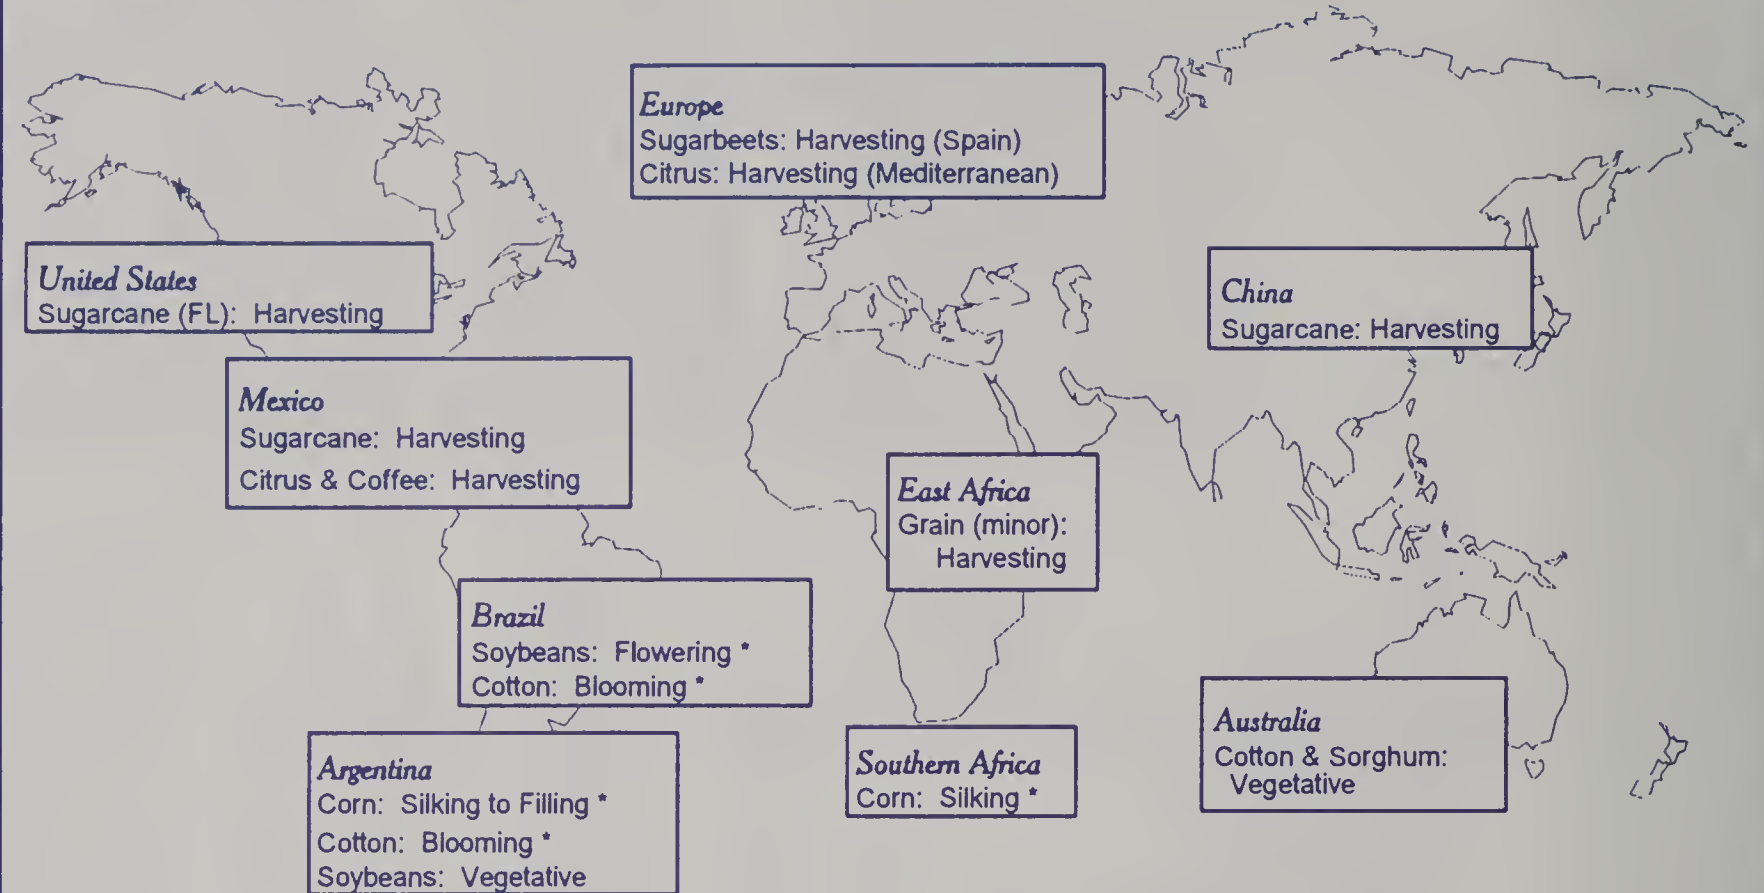 Europe
Sugarbeets: Harvesting (Spain)
Citrus: Harvesting (Mediterranean)
United States
Sugarcane (FL): Harvesting
China
Sugarcane: Harvesting
Mexico
Sugarcane: Harvesting
Citrus & Coffee: Harvesting
East Africa
Grain (minor):
Harvesting
Brazil
Soybeans: Flowering *
Cotton: Blooming *
Australia
Cotton & Sorghum:
Vegetative
Southern Africa
Corn: Silking *
Argentina
Corn: Silking to Filling *
Cotton: Blooming *
Soybeans: Vegetative